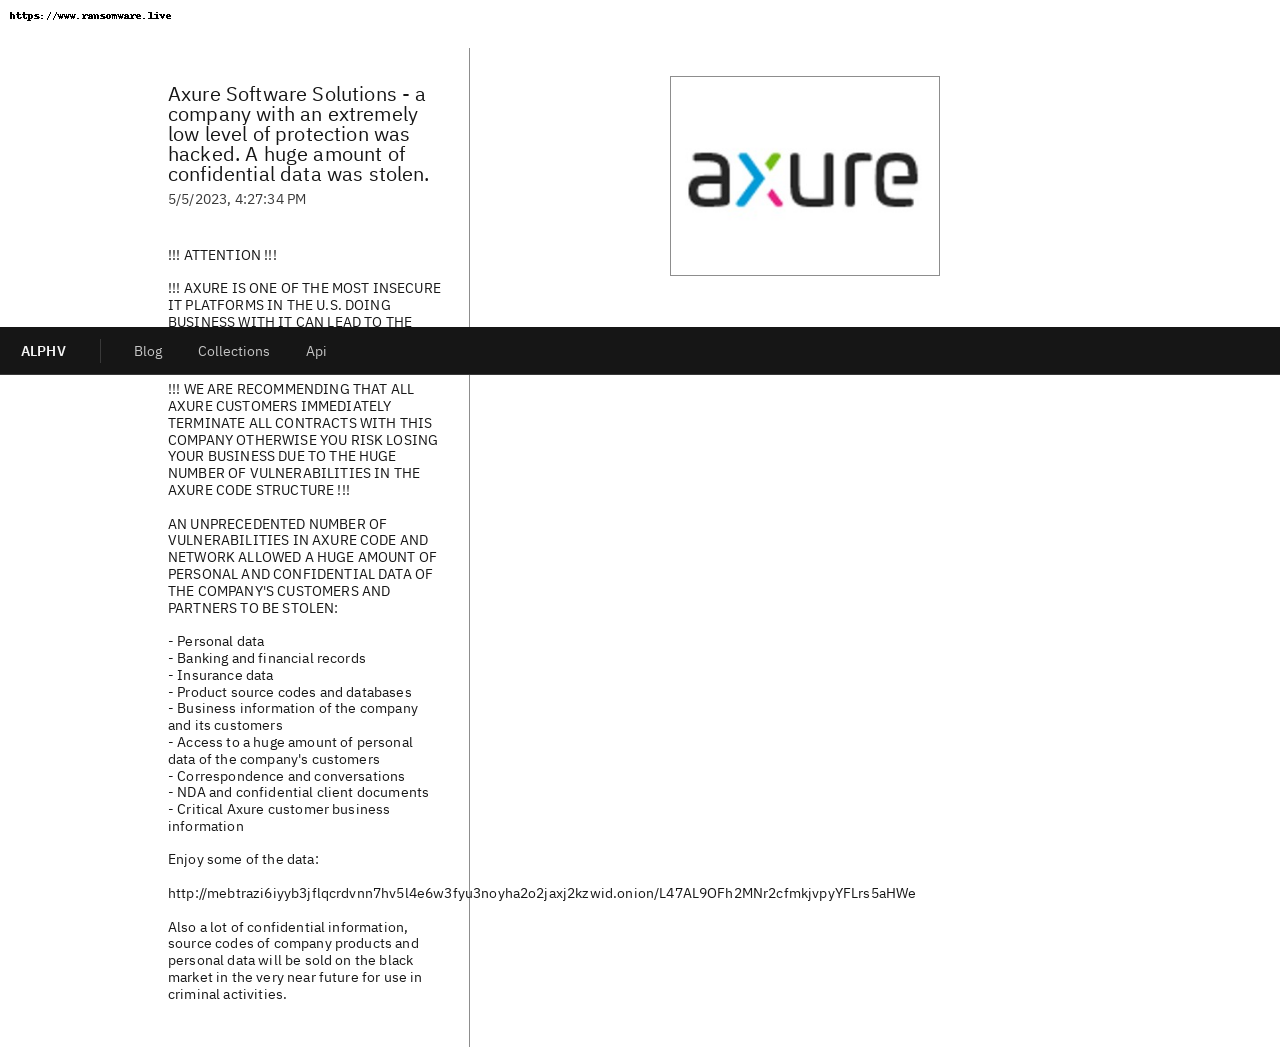 https://www.ransomware.live
Axure Software Solutions - a
company with an extremely
low level of protection was
hacked. A huge amount of
confidential data was stolen.
5/5/2023, 4:27:34 PM
axure
!!! ATTENTION !!!
!!! AXURE IS ONE OF THE MOST INSECURE
IT PLATFORMS IN THE U.S. DOING
BUSINESS WITH IT CAN LEAD TO THE
ALPHV
Blog
Collections
Api
!!! WE ARE RECOMMENDING THAT ALL
AXURE CUSTOMERS IMMEDIATELY
TERMINATE ALL CONTRACTS WITH THIS
COMPANY OTHERWISE YOU RISK LOSING
YOUR BUSINESS DUE TO THE HUGE
NUMBER OF VULNERABILITIES IN THE
AXURE CODE STRUCTURE !!!
AN UNPRECEDENTED NUMBER OF
VULNERABILITIES IN AXURE CODE AND
NETWORK ALLOWED A HUGE AMOUNT OF
PERSONAL AND CONFIDENTIAL DATA OF
THE COMPANY'S CUSTOMERS AND
PARTNERS TO BE STOLEN:
- Personal data
- Banking and financial records
- Insurance data
- Product source codes and databases
- Business information of the company
and its customers
- Access to a huge amount of personal
data of the company's customers
- Correspondence and conversations
- NDA and confidential client documents
- Critical Axure customer business
information
Enjoy some of the data:
http://mebtrazi6iyyb3jflqcrdvnn7hv5l4e6w3fyu3noyha2o2jaxj2kzwid.onion/L47AL9OFh2MNr2cfmkjvpyYFLrs5aHWe
Also a lot of confidential information,
source codes of company products and
personal data will be sold on the black
market in the very near future for use in
criminal activities.